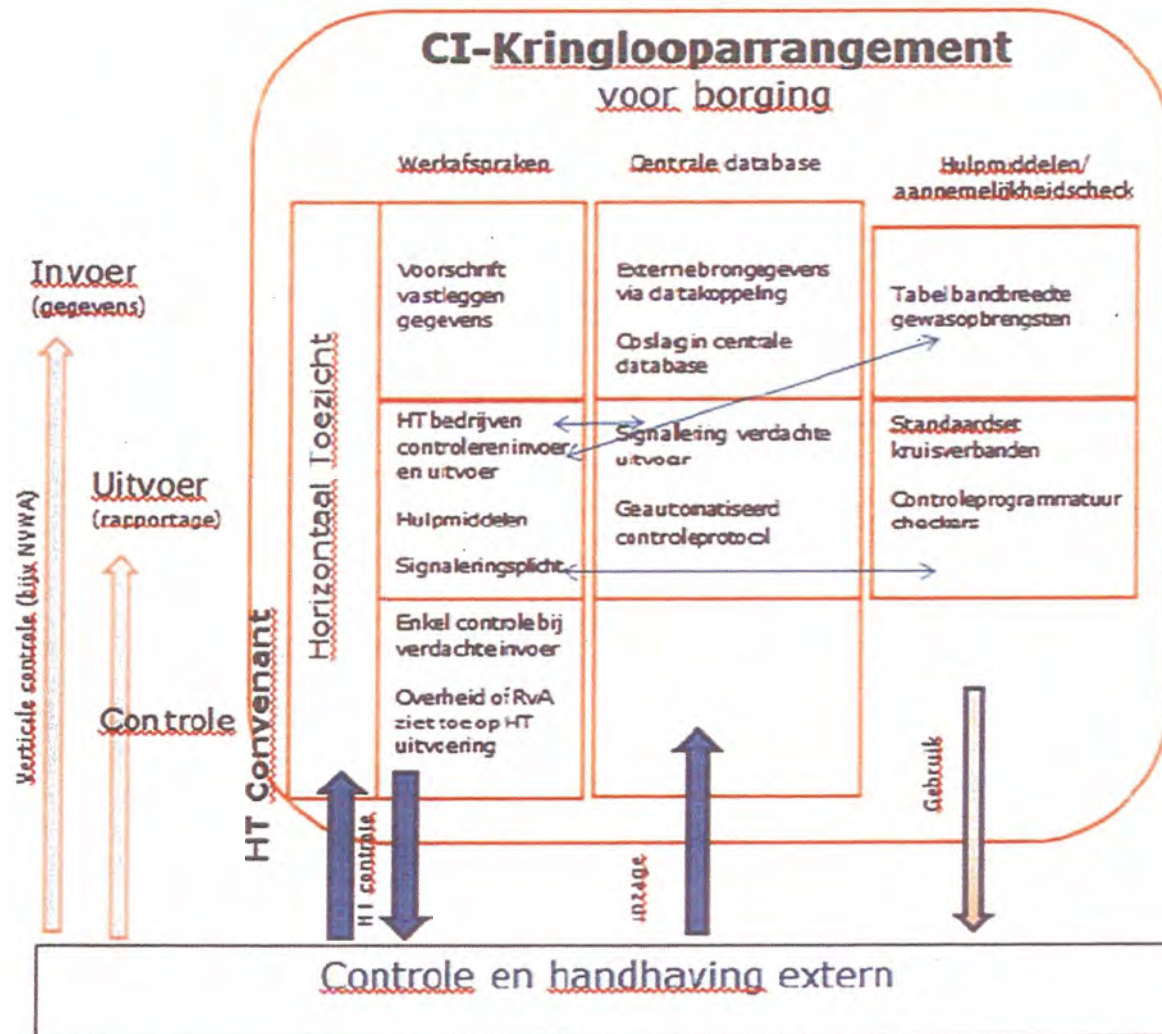 CI-Kringlooparrangement
voor borging
Werkafspraken
Centrale database
Hulpmiddelen/
aannemelijkheidscheck
Invoer
(gegevens)
Uitvoer
(rapportage)
Controle
Verticale controle (bijv NVWA)
HT Convenant
Horizontaal Toezicht
Voorschrift
vastleggen
gegevens
Externe brongegevens
via datakoppeling
Opslag in centrale
database
Tabel bandbreedte
gewasopbrengsten
HT bedrijven
controleren invoer
en uitvoer
Hulpmiddelen
Signaleringsplicht
Signalering verdachte
uitvoer
Geautomatiseerd
controleprotocol
Standaardset
kruisverbanden
Controleprogrammatuur
checkers
Enkel controle bij
verdachte invoer
Overheid of RvA
ziet toe op HT
uitvoering
HT controle
inzage
Gebruik
Controle en handhaving extern